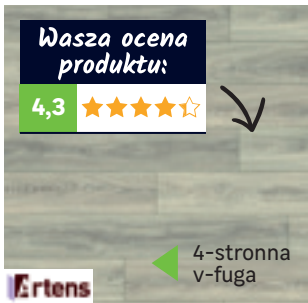 Wasza ocena
produktu:
4,3
4-stronna
v-fuga
Artens